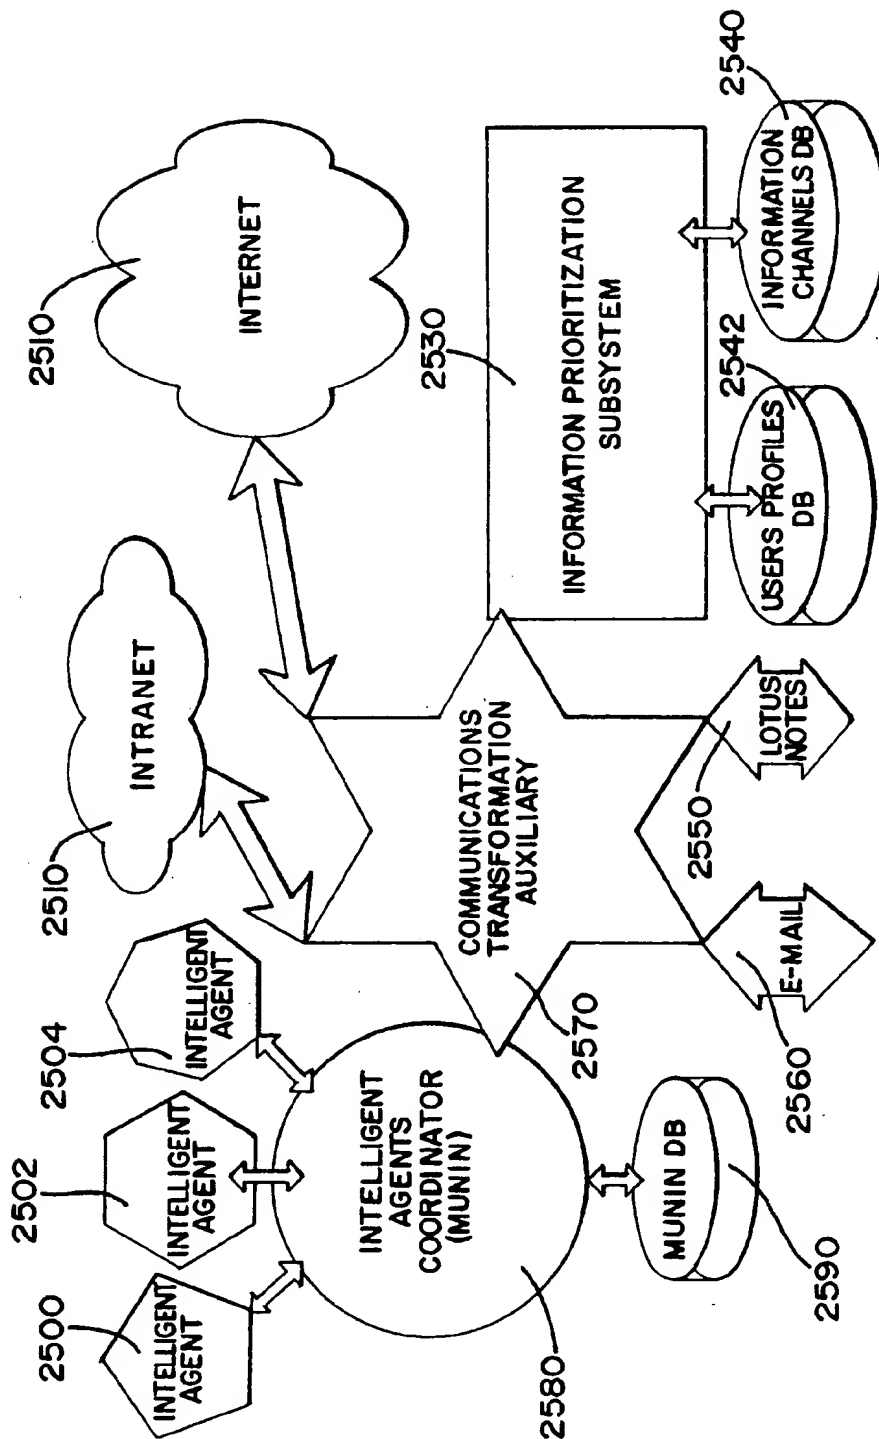 2500
INTELLIGENT
AGENT
2502
INTELLIGENT
AGENT
2504
INTELLIGENT
AGENT
2510
INTRANET
2510
INTERNET
INTELLIGENT
AGENTS
COORDINATOR
(MUNIN)
2580
COMMUNICATIONS
TRANSFORMATION
AUXILIARY
2570
2530
INFORMATION PRIORITIZATION
SUBSYSTEM
MUNIN DB
2590
E-MAIL
2560
LOTUS
NOTES
2550
USERS PROFILES
DB
2542
INFORMATION
CHANNELS DB
2540